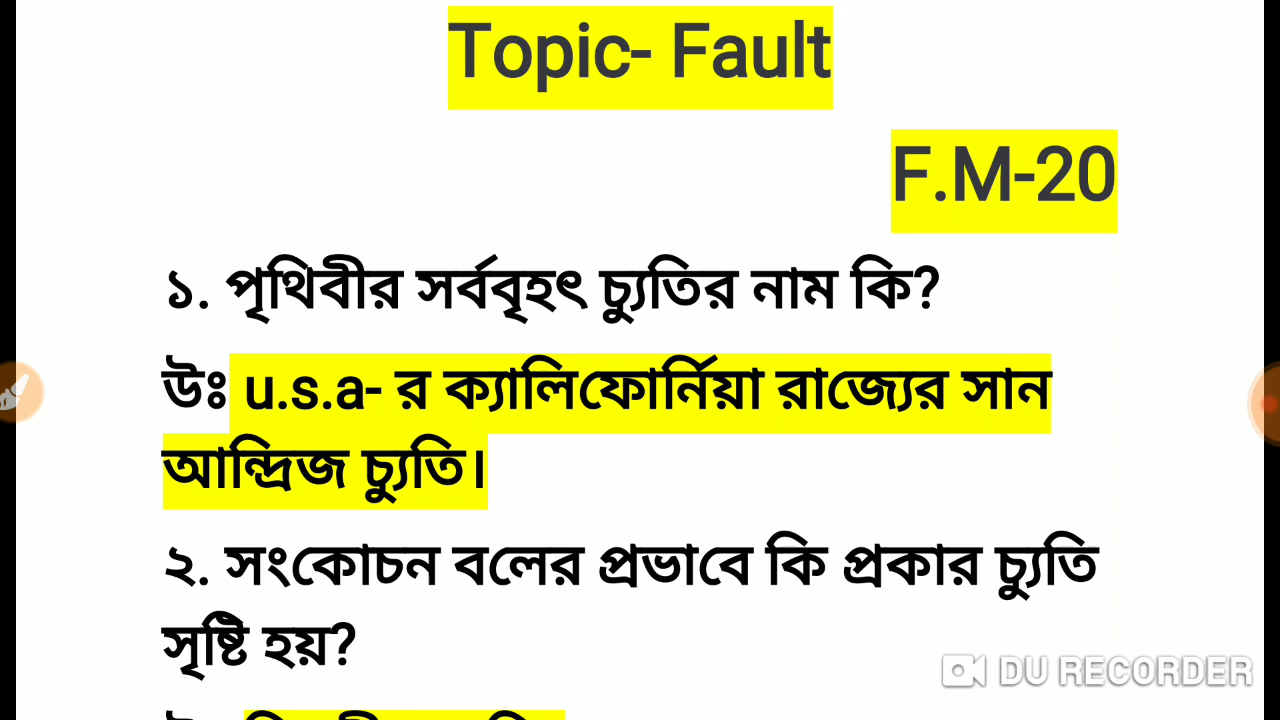 Topic- Fault
F.M-20
১. পৃথিবীর সর্ববৃহৎ চ্যুতির নাম কি?
উঃ u.s.a- র ক্যালিফোর্নিয়া রাজ্যের সান
আন্দ্রিজ চ্যুতি।
২. সংকোচন বলের প্রভাবে কি প্রকার চ্যুতি
সৃষ্টি হয়?
DU RECORDER